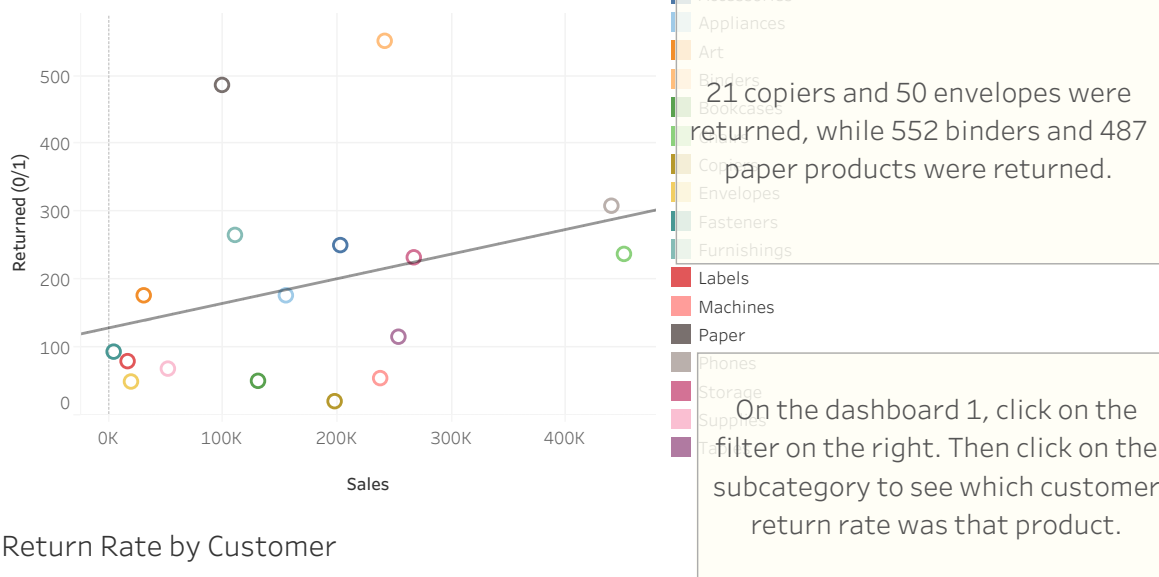 Returned (0/1)
500
400
300
200
100
0
0K 100K 200K 300K 400K
Sales
Accessories
Appliances
Art
Binders
Bookcases
Chairs
Copiers
Envelopes
Fasteners
Furnishings
Labels
Machines
Paper
Phones
Storage
Supplies
Tables
21 copiers and 50 envelopes were
returned, while 552 binders and 487
paper products were returned.
On the dashboard 1, click on the
filter on the right. Then click on the
subcategory to see which customer
return rate was that product.
Return Rate by Customer